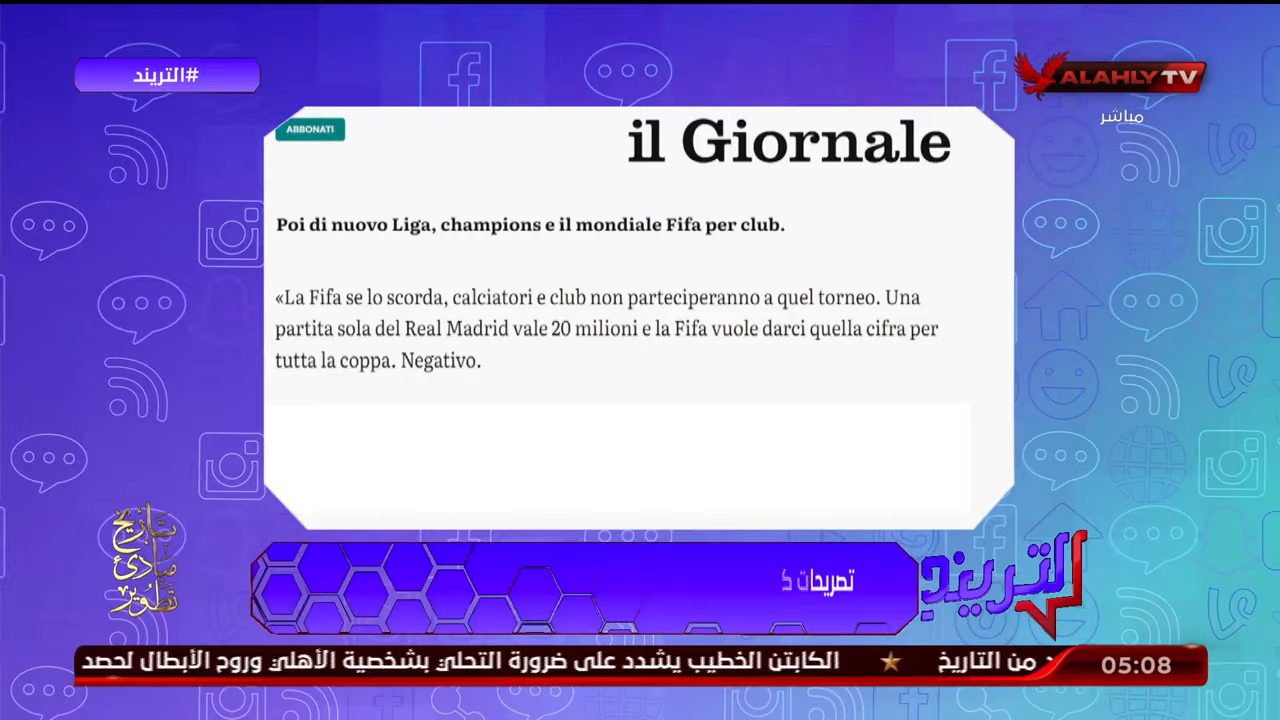 #التريند
ALAHLY TV
مباشر
ABBONATI
il Giornale
Poi di nuovo Liga, champions e il mondiale Fifa per club.
«La Fifa se lo scorda, calciatori e club non parteciperanno a quel torneo. Una
partita sola del Real Madrid vale 20 milioni e la Fifa vuole darci quella cifra per
tutta la coppa. Negativo.
تاريخ
مبادئ
تطوير
تصريحات ك
التريند
من التاريخ ★ الكابتن الخطيب يشدد على ضرورة التحلي بشخصية الأهلي وروح الأبطال لحصد
05:08